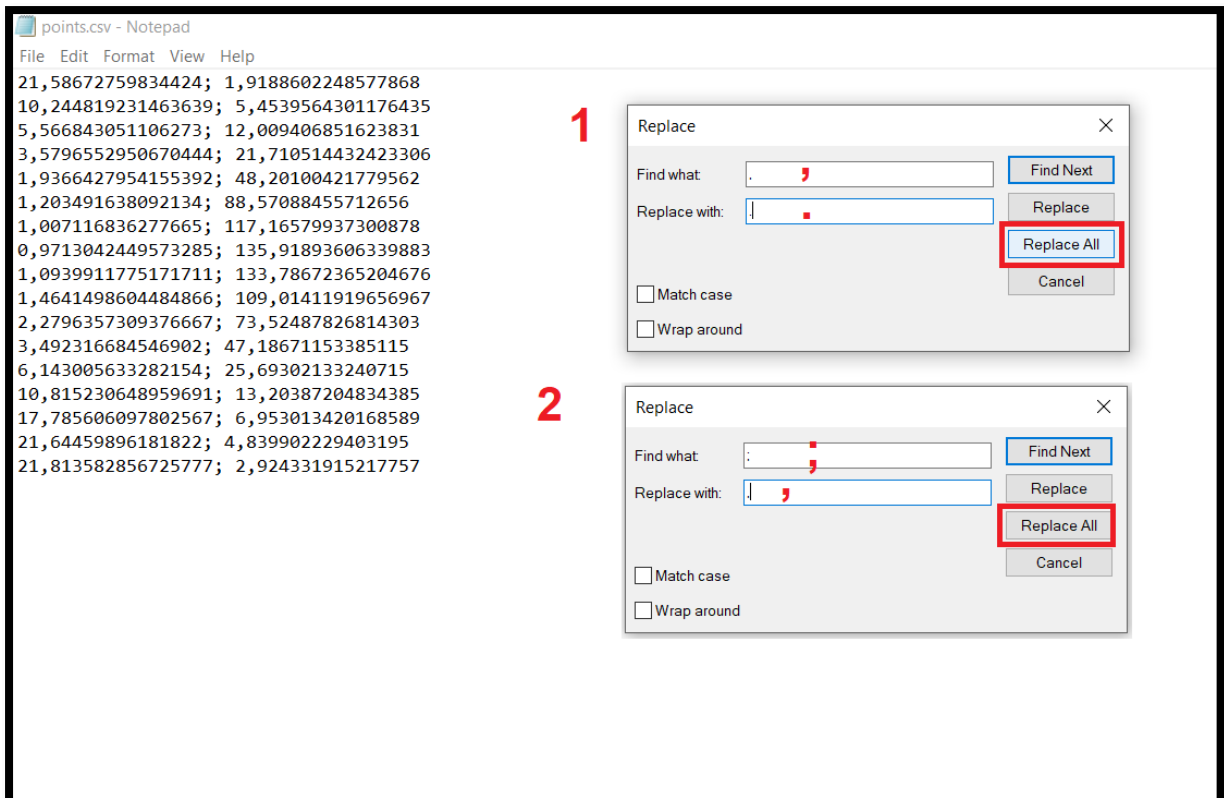 points.csv - Notepad
File Edit Format View Help
21,58672759834424; 1,9188602248577868
10,244819231463639; 5,4539564301176435
5,566843051106273; 12,009406851623831
3,5796552950670444; 21,710514432423306
1,9366427954155392; 48,20100421779562
1,203491638092134; 88,57088455712656
1,007116836277665; 117,16579937300878
0,9713042449573285; 135,91893606339883
1,0939911775171711; 133,78672365204676
1,4641498604484866; 109,01411919656967
2,2796357309376667; 73,52487826814303
3,492316684546902; 47,18671153385115
6,143005633282154; 25,69302133240715
10,815230648959691; 13,20387204834385
17,785606097802567; 6,953013420168589
21,64459896181822; 4,839902229403195
21,813582856725777; 2,924331915217757
1
Replace
Find what: , ,
Find Next
Replace with: . .
Replace
Replace All
Cancel
Match case
Wrap around
2
Replace
Find what: ; ;
Find Next
Replace with: , ,
Replace
Replace All
Cancel
Match case
Wrap around